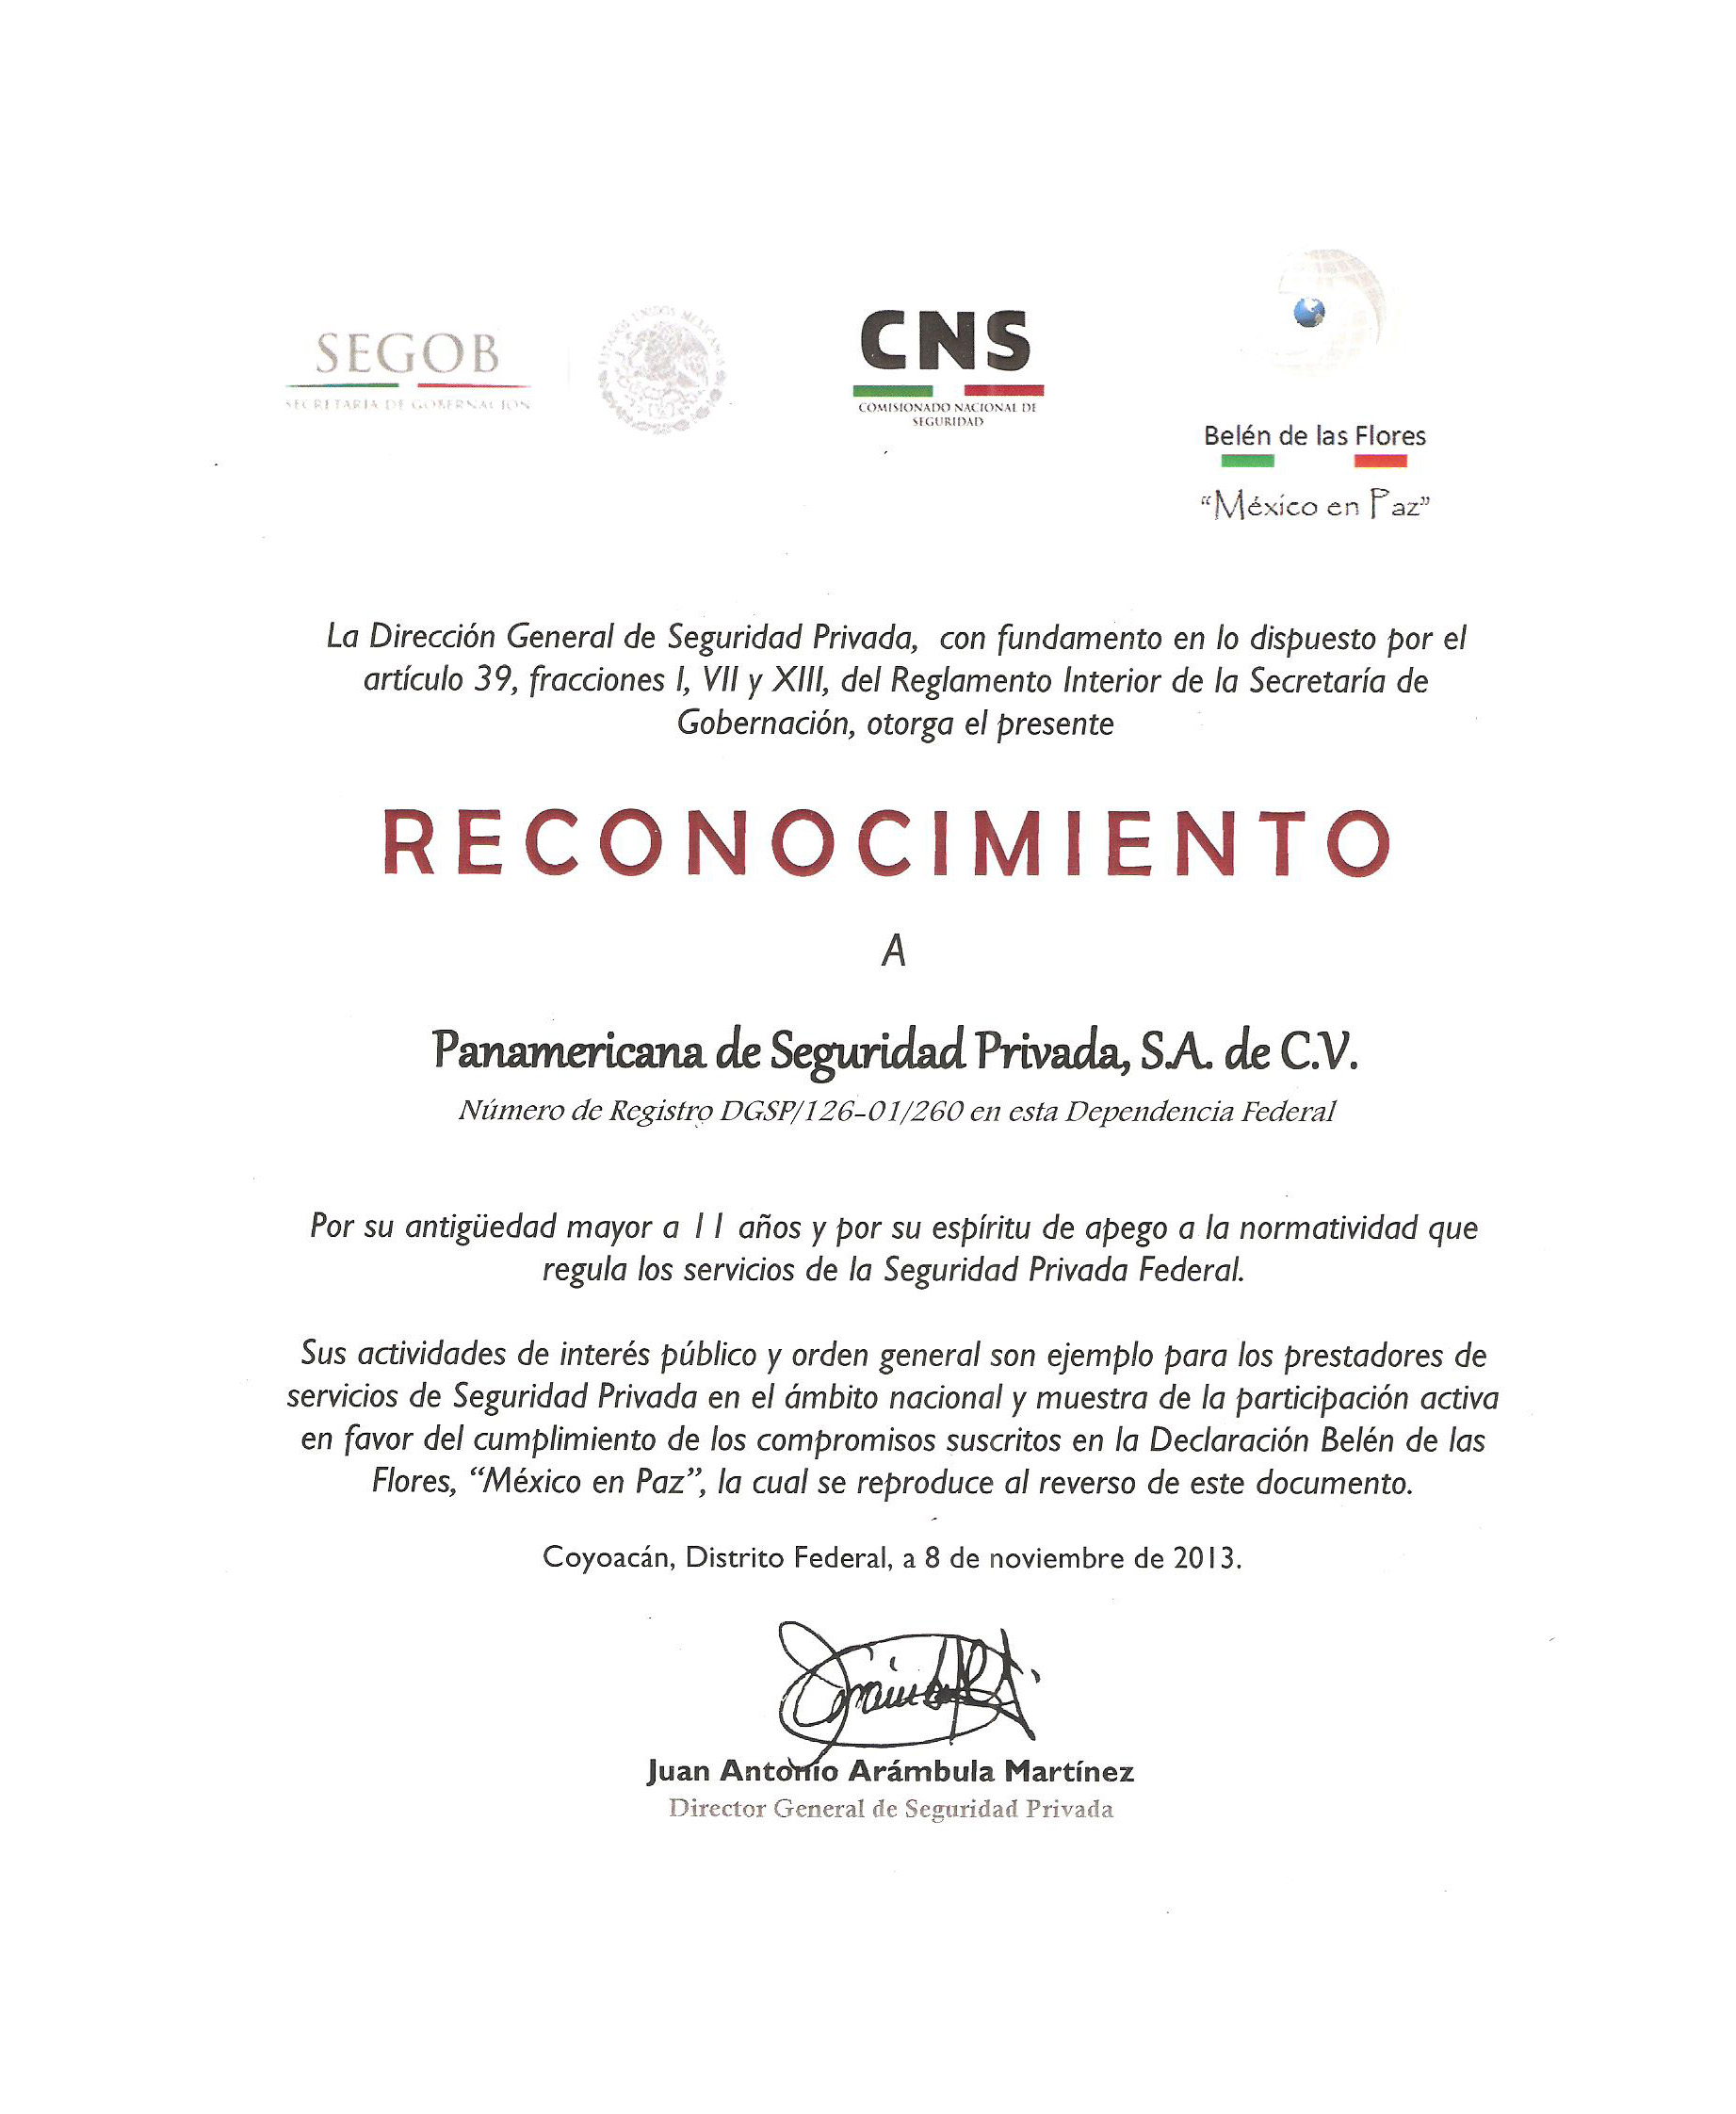 SEGOB
SECRETARÍA DE GOBERNACIÓN
ESTADOS UNIDOS MEXICANOS
CNS
COMISIONADO NACIONAL DE
SEGURIDAD
Belén de las Flores
“México en Paz”
La Dirección General de Seguridad Privada, con fundamento en lo dispuesto por el
artículo 39, fracciones I, VII y XIII, del Reglamento Interior de la Secretaría de
Gobernación, otorga el presente
RECONOCIMIENTO
A
Panamericana de Seguridad Privada, S.A. de C.V.
Número de Registro DGSP/126-01/260 en esta Dependencia Federal
Por su antigüedad mayor a 11 años y por su espíritu de apego a la normatividad que
regula los servicios de la Seguridad Privada Federal.
Sus actividades de interés público y orden general son ejemplo para los prestadores de
servicios de Seguridad Privada en el ámbito nacional y muestra de la participación activa
en favor del cumplimiento de los compromisos suscritos en la Declaración Belén de las
Flores, “México en Paz”, la cual se reproduce al reverso de este documento.
Coyoacán, Distrito Federal, a 8 de noviembre de 2013.
Juan Antonio Arámbula Martínez
Director General de Seguridad Privada